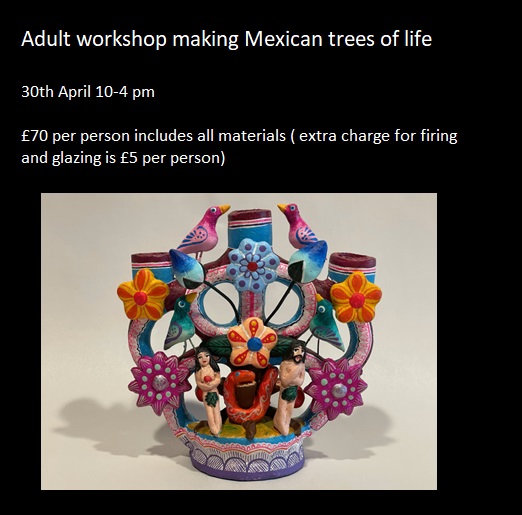 Adult workshop making Mexican trees of life
30th April 10-4 pm
£70 per person includes all materials ( extra charge for firing
and glazing is £5 per person)